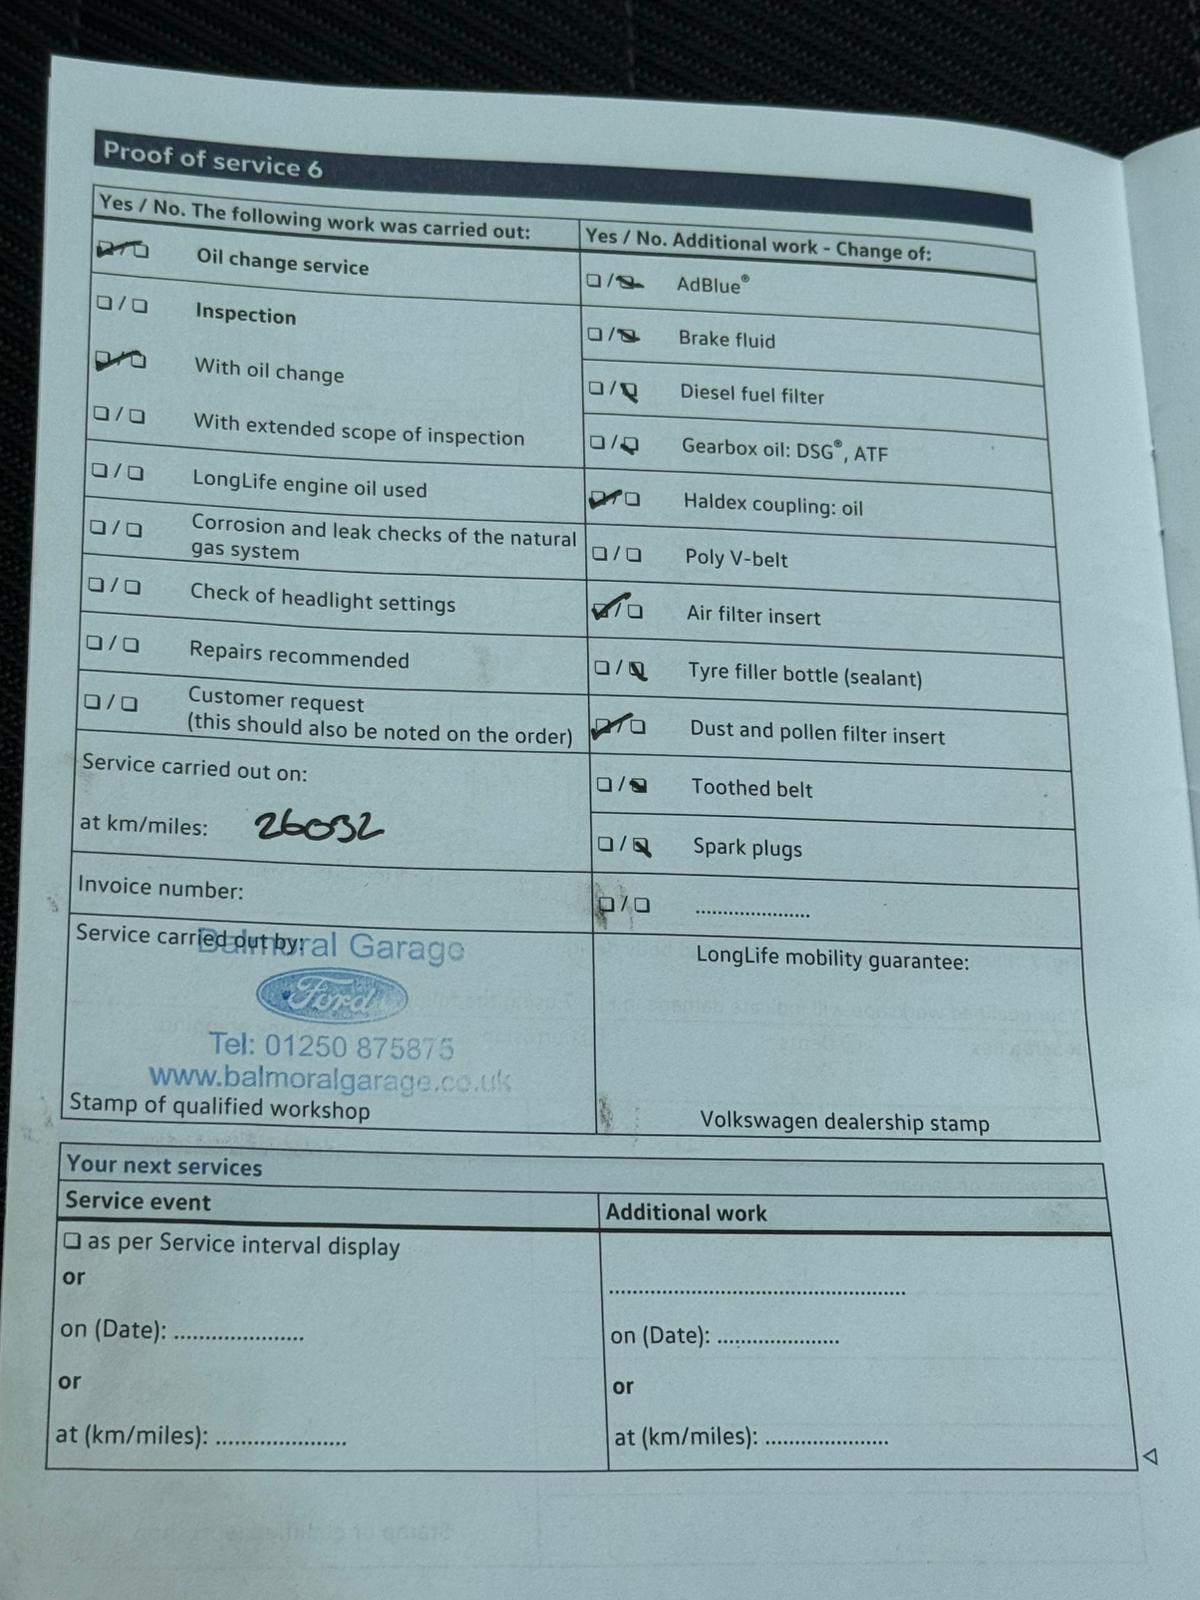 Proof of service 6
Yes / No. The following work was carried out:
❏ / ❏ Oil change service
❏ / ❏ Inspection
❏ / ❏ With oil change
❏ / ❏ With extended scope of inspection
❏ / ❏ LongLife engine oil used
❏ / ❏ Corrosion and leak checks of the natural
gas system
❏ / ❏ Check of headlight settings
❏ / ❏ Repairs recommended
❏ / ❏ Customer request
(this should also be noted on the order)
Service carried out on:
at km/miles: 26032
Invoice number:
Service carried out by:
Balmoral Garage
Ford
Tel: 01250 875875
www.balmoralgarage.co.uk
Stamp of qualified workshop
Yes / No. Additional work - Change of:
❏ / ❏ AdBlue®
❏ / ❏ Brake fluid
❏ / ❏ Diesel fuel filter
❏ / ❏ Gearbox oil: DSG®, ATF
❏ / ❏ Haldex coupling: oil
❏ / ❏ Poly V-belt
❏ / ❏ Air filter insert
❏ / ❏ Tyre filler bottle (sealant)
❏ / ❏ Dust and pollen filter insert
❏ / ❏ Toothed belt
❏ / ❏ Spark plugs
❏ / ❏ .....................
LongLife mobility guarantee:
Volkswagen dealership stamp
Your next services
Service event
❏ as per Service interval display
or
on (Date): .....................
or
at (km/miles): .....................
Additional work
................................................
on (Date): ....................
or
at (km/miles): ....................